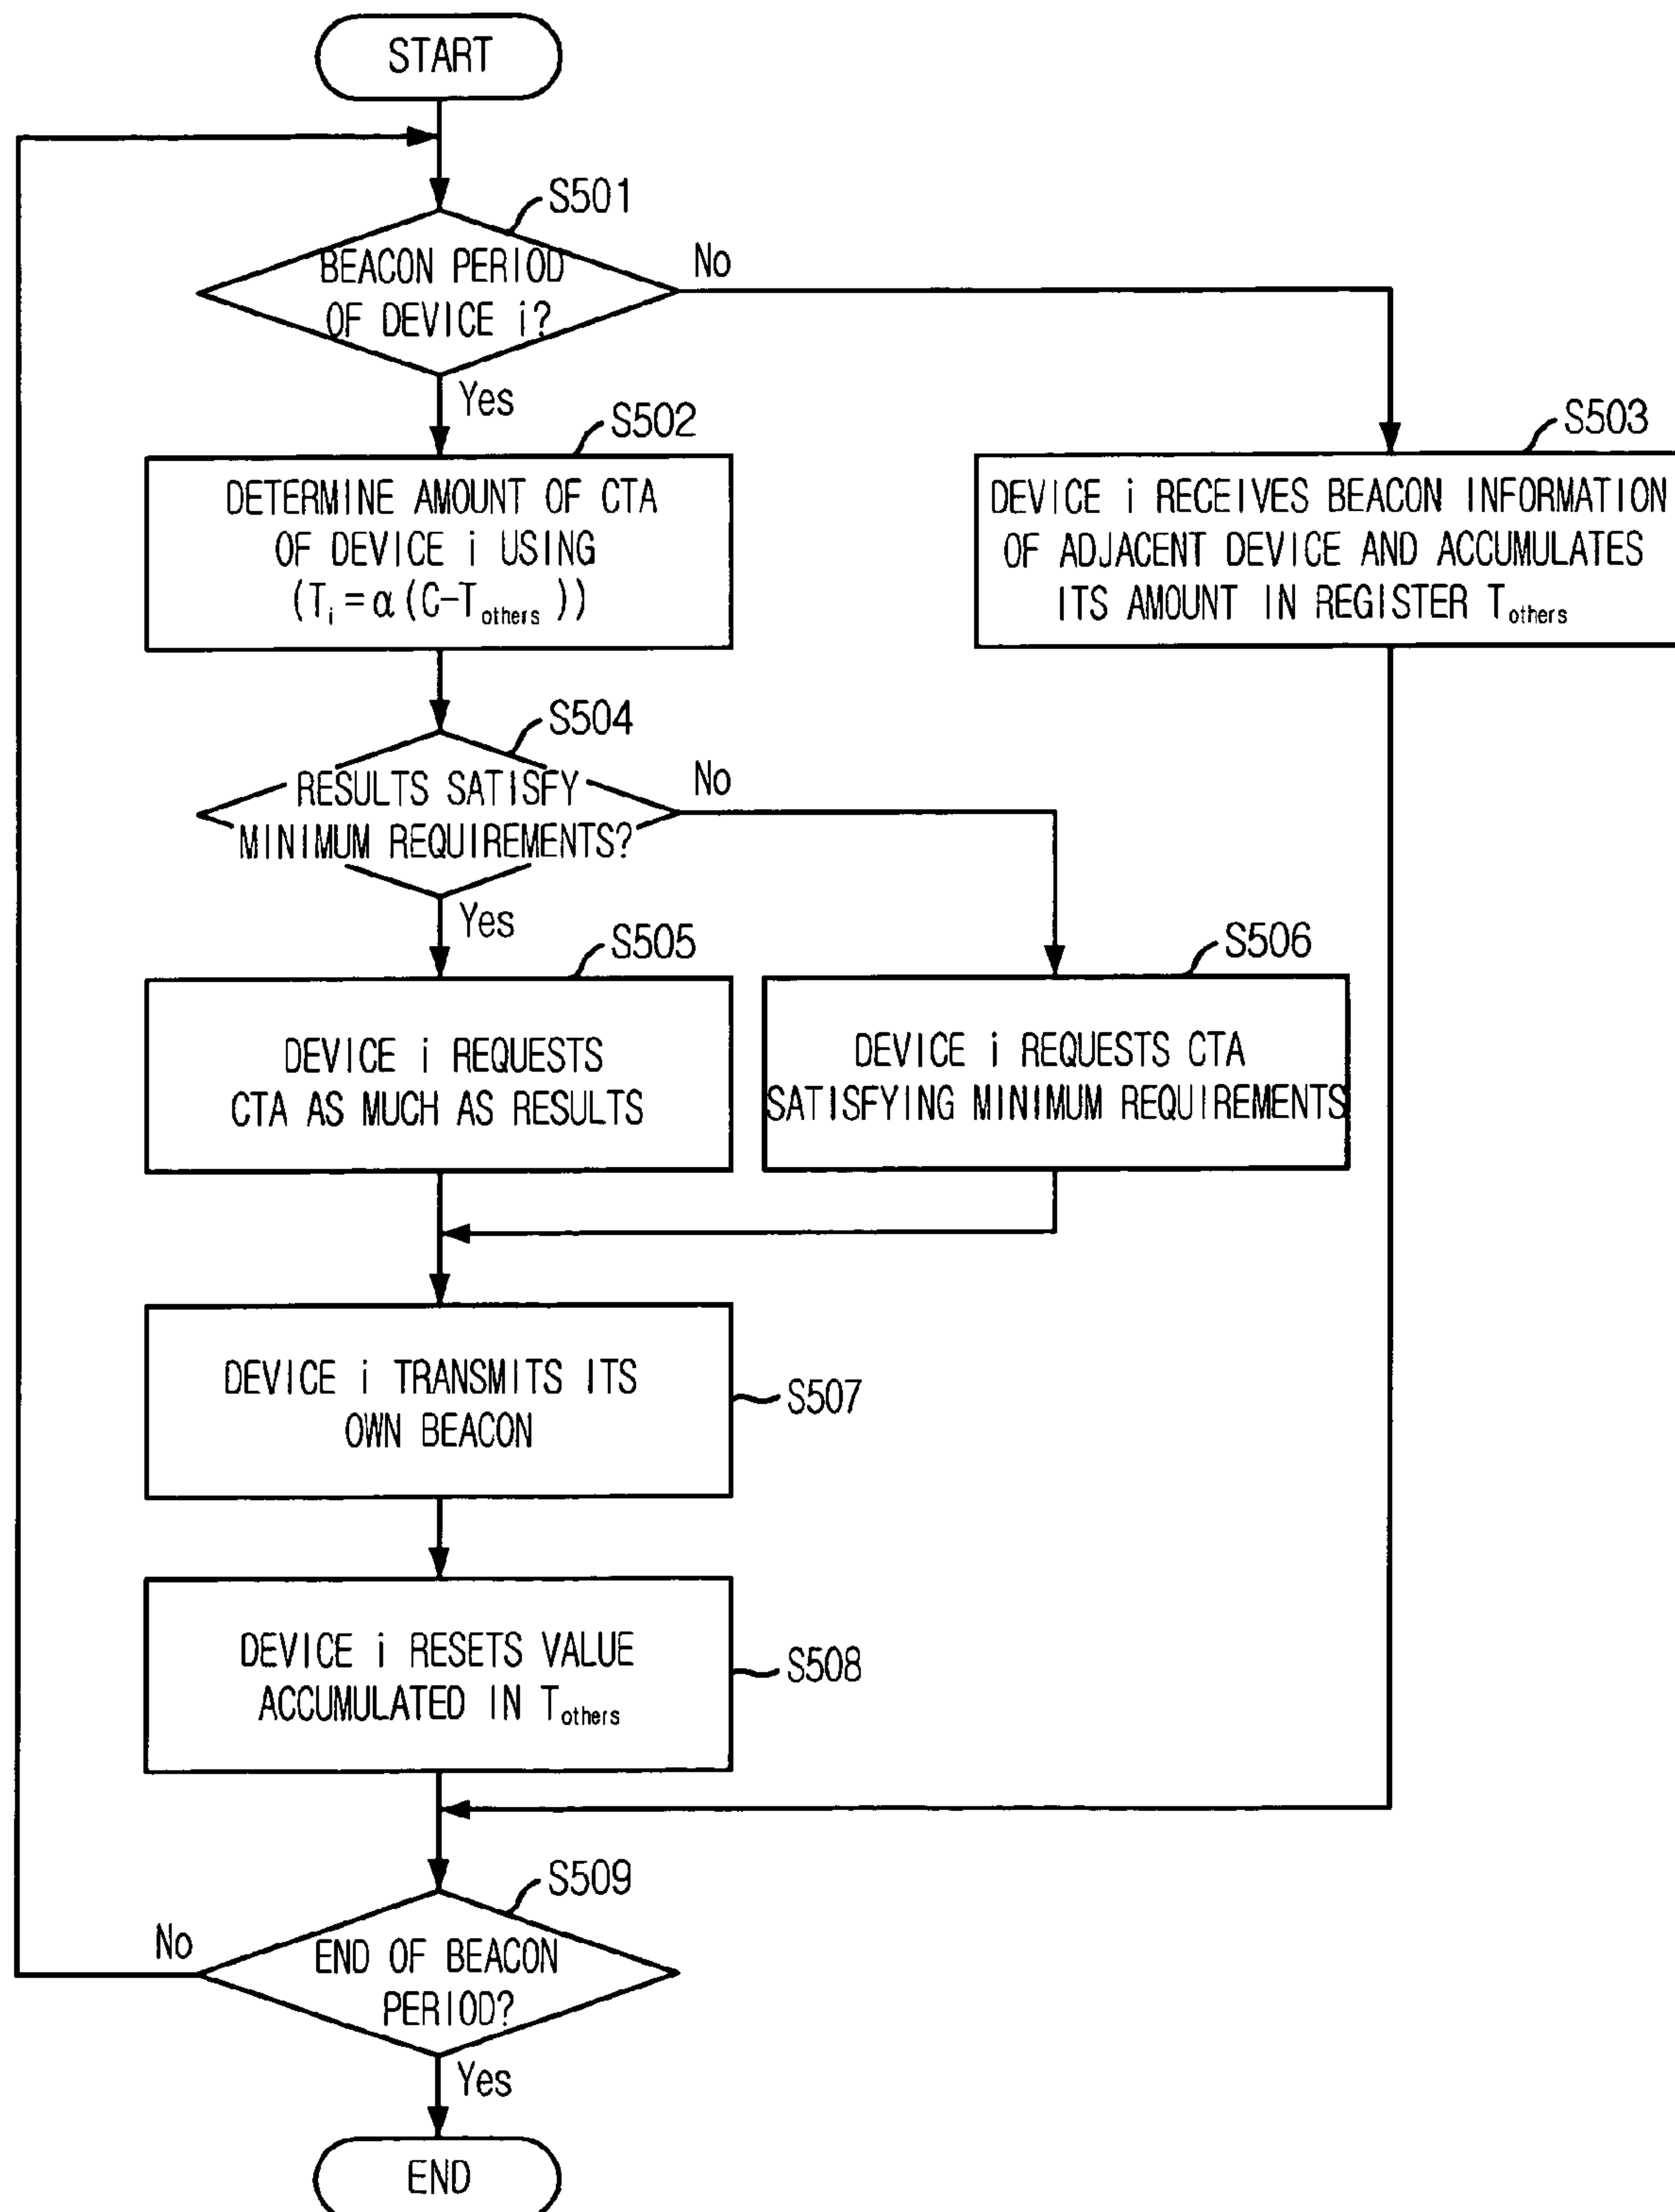 START
S501
BEACON PERIOD
OF DEVICE i?
No
Yes
S502
DETERMINE AMOUNT OF CTA
OF DEVICE i USING
(Ti=α(C-Tothers))
S503
DEVICE i RECEIVES BEACON INFORMATION
OF ADJACENT DEVICE AND ACCUMULATES
ITS AMOUNT IN REGISTER Tothers
S504
RESULTS SATISFY
MINIMUM REQUIREMENTS?
No
Yes
S505
DEVICE i REQUESTS
CTA AS MUCH AS RESULTS
S506
DEVICE i REQUESTS CTA
SATISFYING MINIMUM REQUIREMENTS
DEVICE i TRANSMITS ITS
OWN BEACON
S507
DEVICE i RESETS VALUE
ACCUMULATED IN Tothers
S508
S509
END OF BEACON
PERIOD?
No
Yes
END